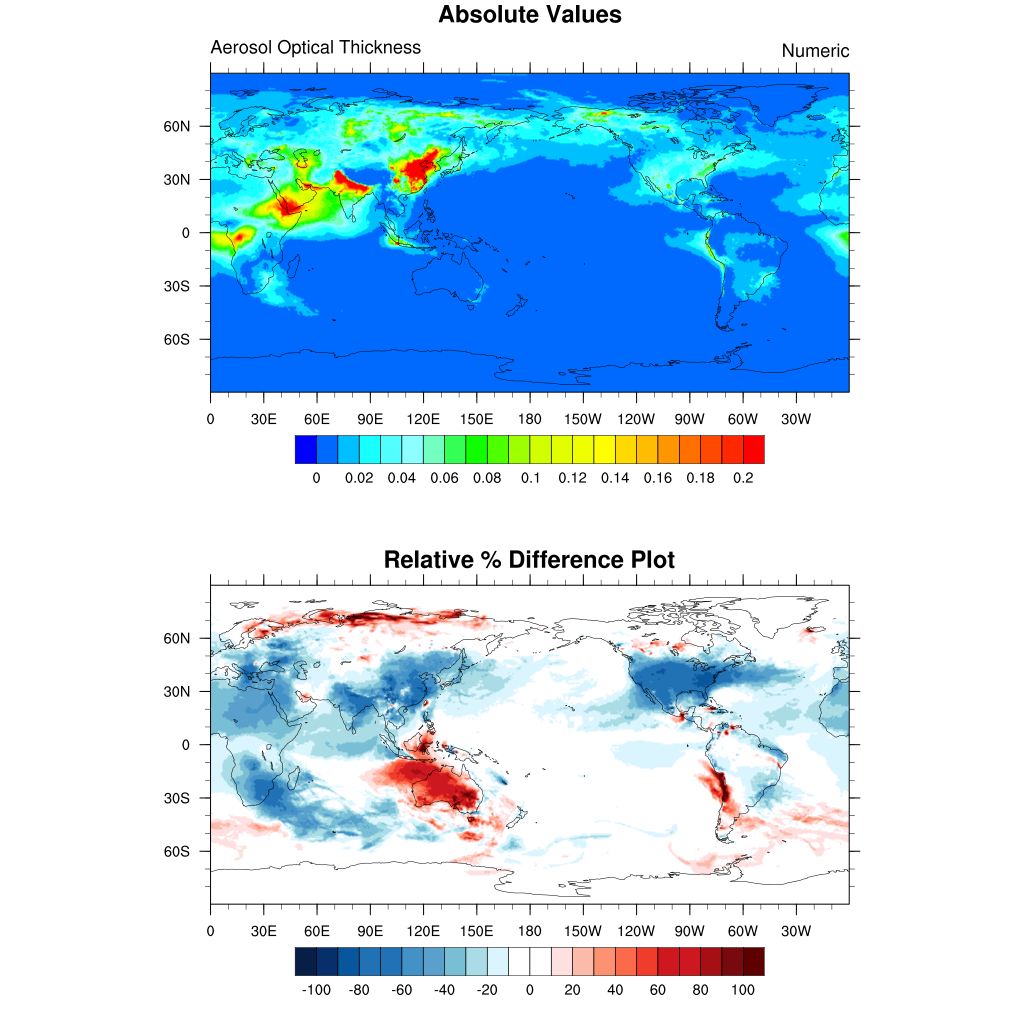 Absolute Values
Aerosol Optical Thickness Numeric
60N
30N
0
30S
60S
0 30E 60E 90E 120E 150E 180 150W 120W 90W 60W 30W
0 0.02 0.04 0.06 0.08 0.1 0.12 0.14 0.16 0.18 0.2
Relative % Difference Plot
60N
30N
0
30S
60S
0 30E 60E 90E 120E 150E 180 150W 120W 90W 60W 30W
-100 -80 -60 -40 -20 0 20 40 60 80 100